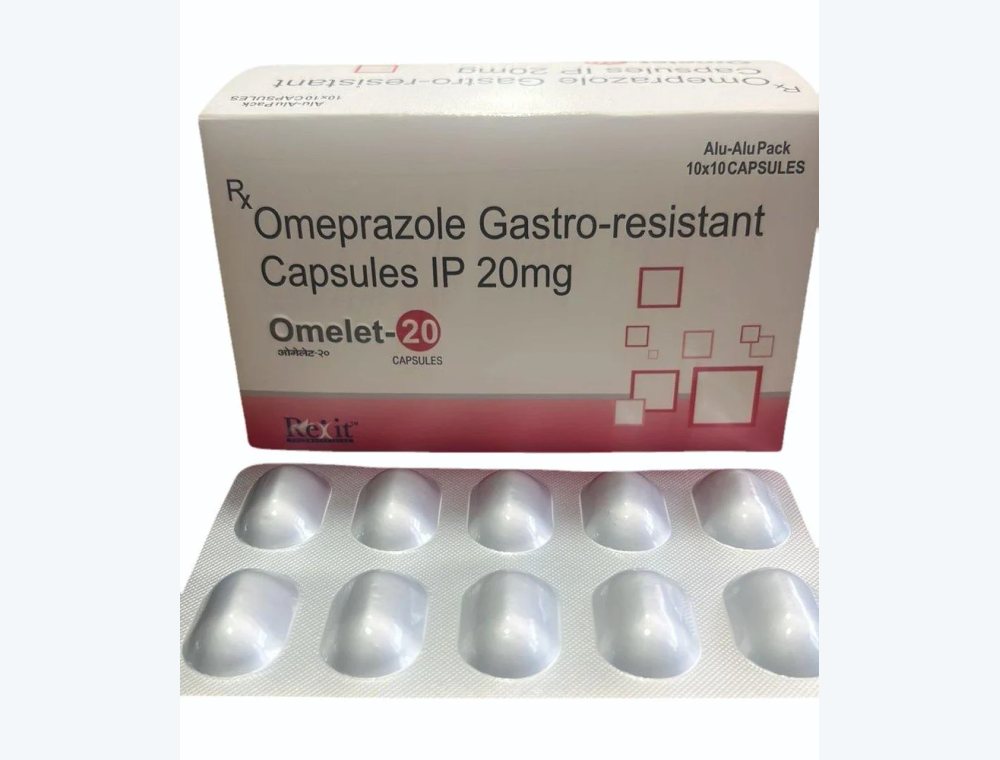 Rx Omeprazole Gastro-resistant
Capsules IP 20mg
Alu-Alu Pack
10x10 CAPSULES
Alu-Alu Pack
10x10 CAPSULES
Rx
Omeprazole Gastro-resistant
Capsules IP 20mg
Omelet-20
ओमेलेट-२०
CAPSULES
Rexit